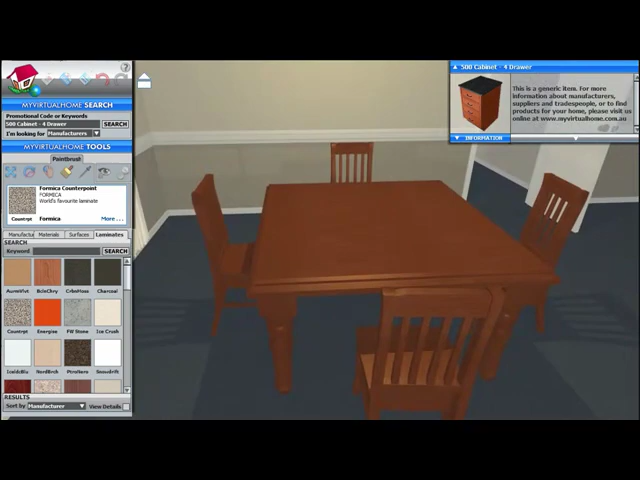 MYVIRTUALHOME SEARCH
Promotional Code or Keywords
500 Cabinet - 4 Drawer SEARCH
I'm looking for Manufacturers
MYVIRTUALHOME TOOLS
Paintbrush
Formica Counterpoint
FORMICA
World's favourite laminate
Countrpt Formica More ...
Manufactu Materials Surfaces Laminates
SEARCH
Keyword SEARCH
Charcoal
Countrpt Energize FW Stone Ice Crush
Snowdrift
RESULTS
Sort by Manufacturer View Details
500 Cabinet - 4 Drawer
This is a generic item. For more
information about manufacturers,
suppliers and tradespeople, or to find
products for your home, please visit us
online at www.myvirtualhome.com.au
INFORMATION